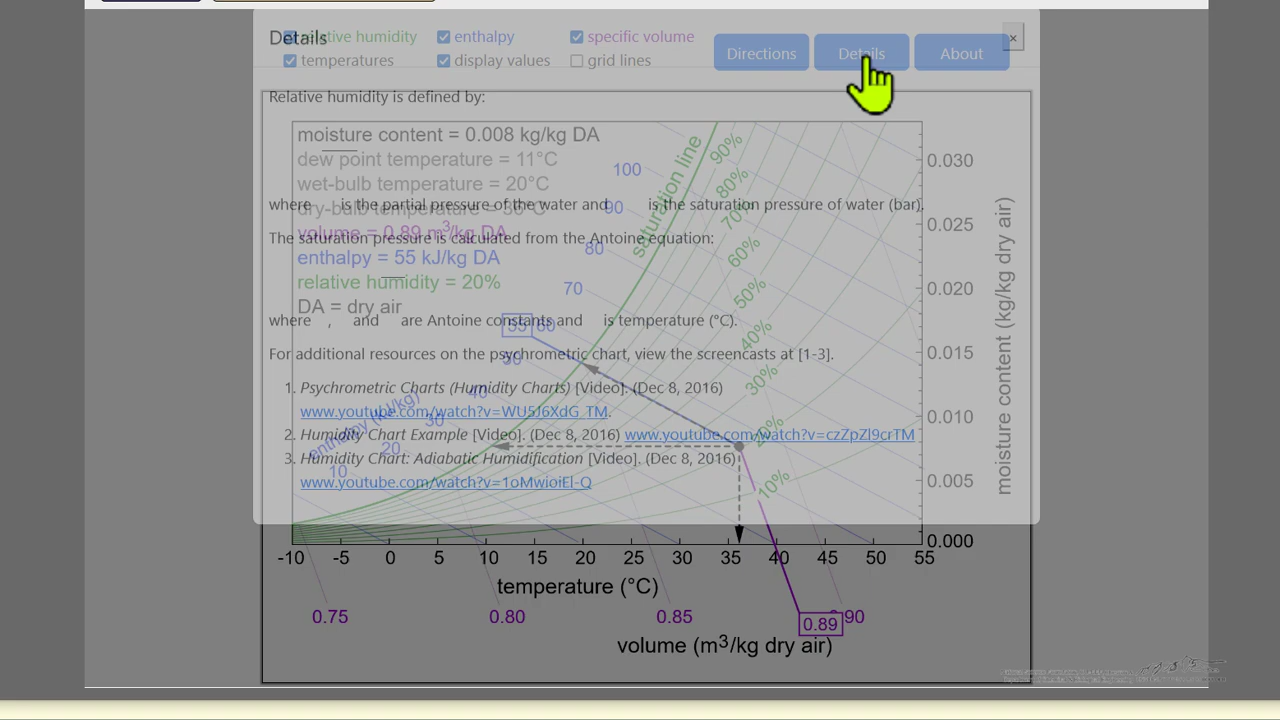 Details
relative humidity
enthalpy
specific volume
temperatures
display values
grid lines
Directions
Details
About
×
Relative humidity is defined by:
where is the partial pressure of the water and is the saturation pressure of water (bar).
The saturation pressure is calculated from the Antoine equation:
where , and are Antoine constants and is temperature (°C).
For additional resources on the psychrometric chart, view the screencasts at [1-3].
1. Psychrometric Charts (Humidity Charts) [Video]. (Dec 8, 2016)
www.youtube.com/watch?v=WU5J6XdG_TM.
2. Humidity Chart Example [Video]. (Dec 8, 2016) www.youtube.com/watch?v=czZpZl9crTM
3. Humidity Chart: Adiabatic Humidification [Video]. (Dec 8, 2016)
www.youtube.com/watch?v=1oMwioiEl-Q
moisture content = 0.008 kg/kg DA
dew point temperature = 11°C
wet-bulb temperature = 20°C
dry-bulb temperature = 36°C
volume = 0.89 m3/kg DA
enthalpy = 55 kJ/kg DA
relative humidity = 20%
DA = dry air
saturation line
90%
80%
70%
60%
50%
40%
30%
20%
10%
100
90
80
70
60
55
50
40
30
20
10
enthalpy (kJ/kg)
0.030
0.025
0.020
0.015
0.010
0.005
0.000
moisture content (kg/kg dry air)
-10 -5 0 5 10 15 20 25 30 35 40 45 50 55
temperature (°C)
0.75 0.80 0.85 0.89 0.90
volume (m3/kg dry air)